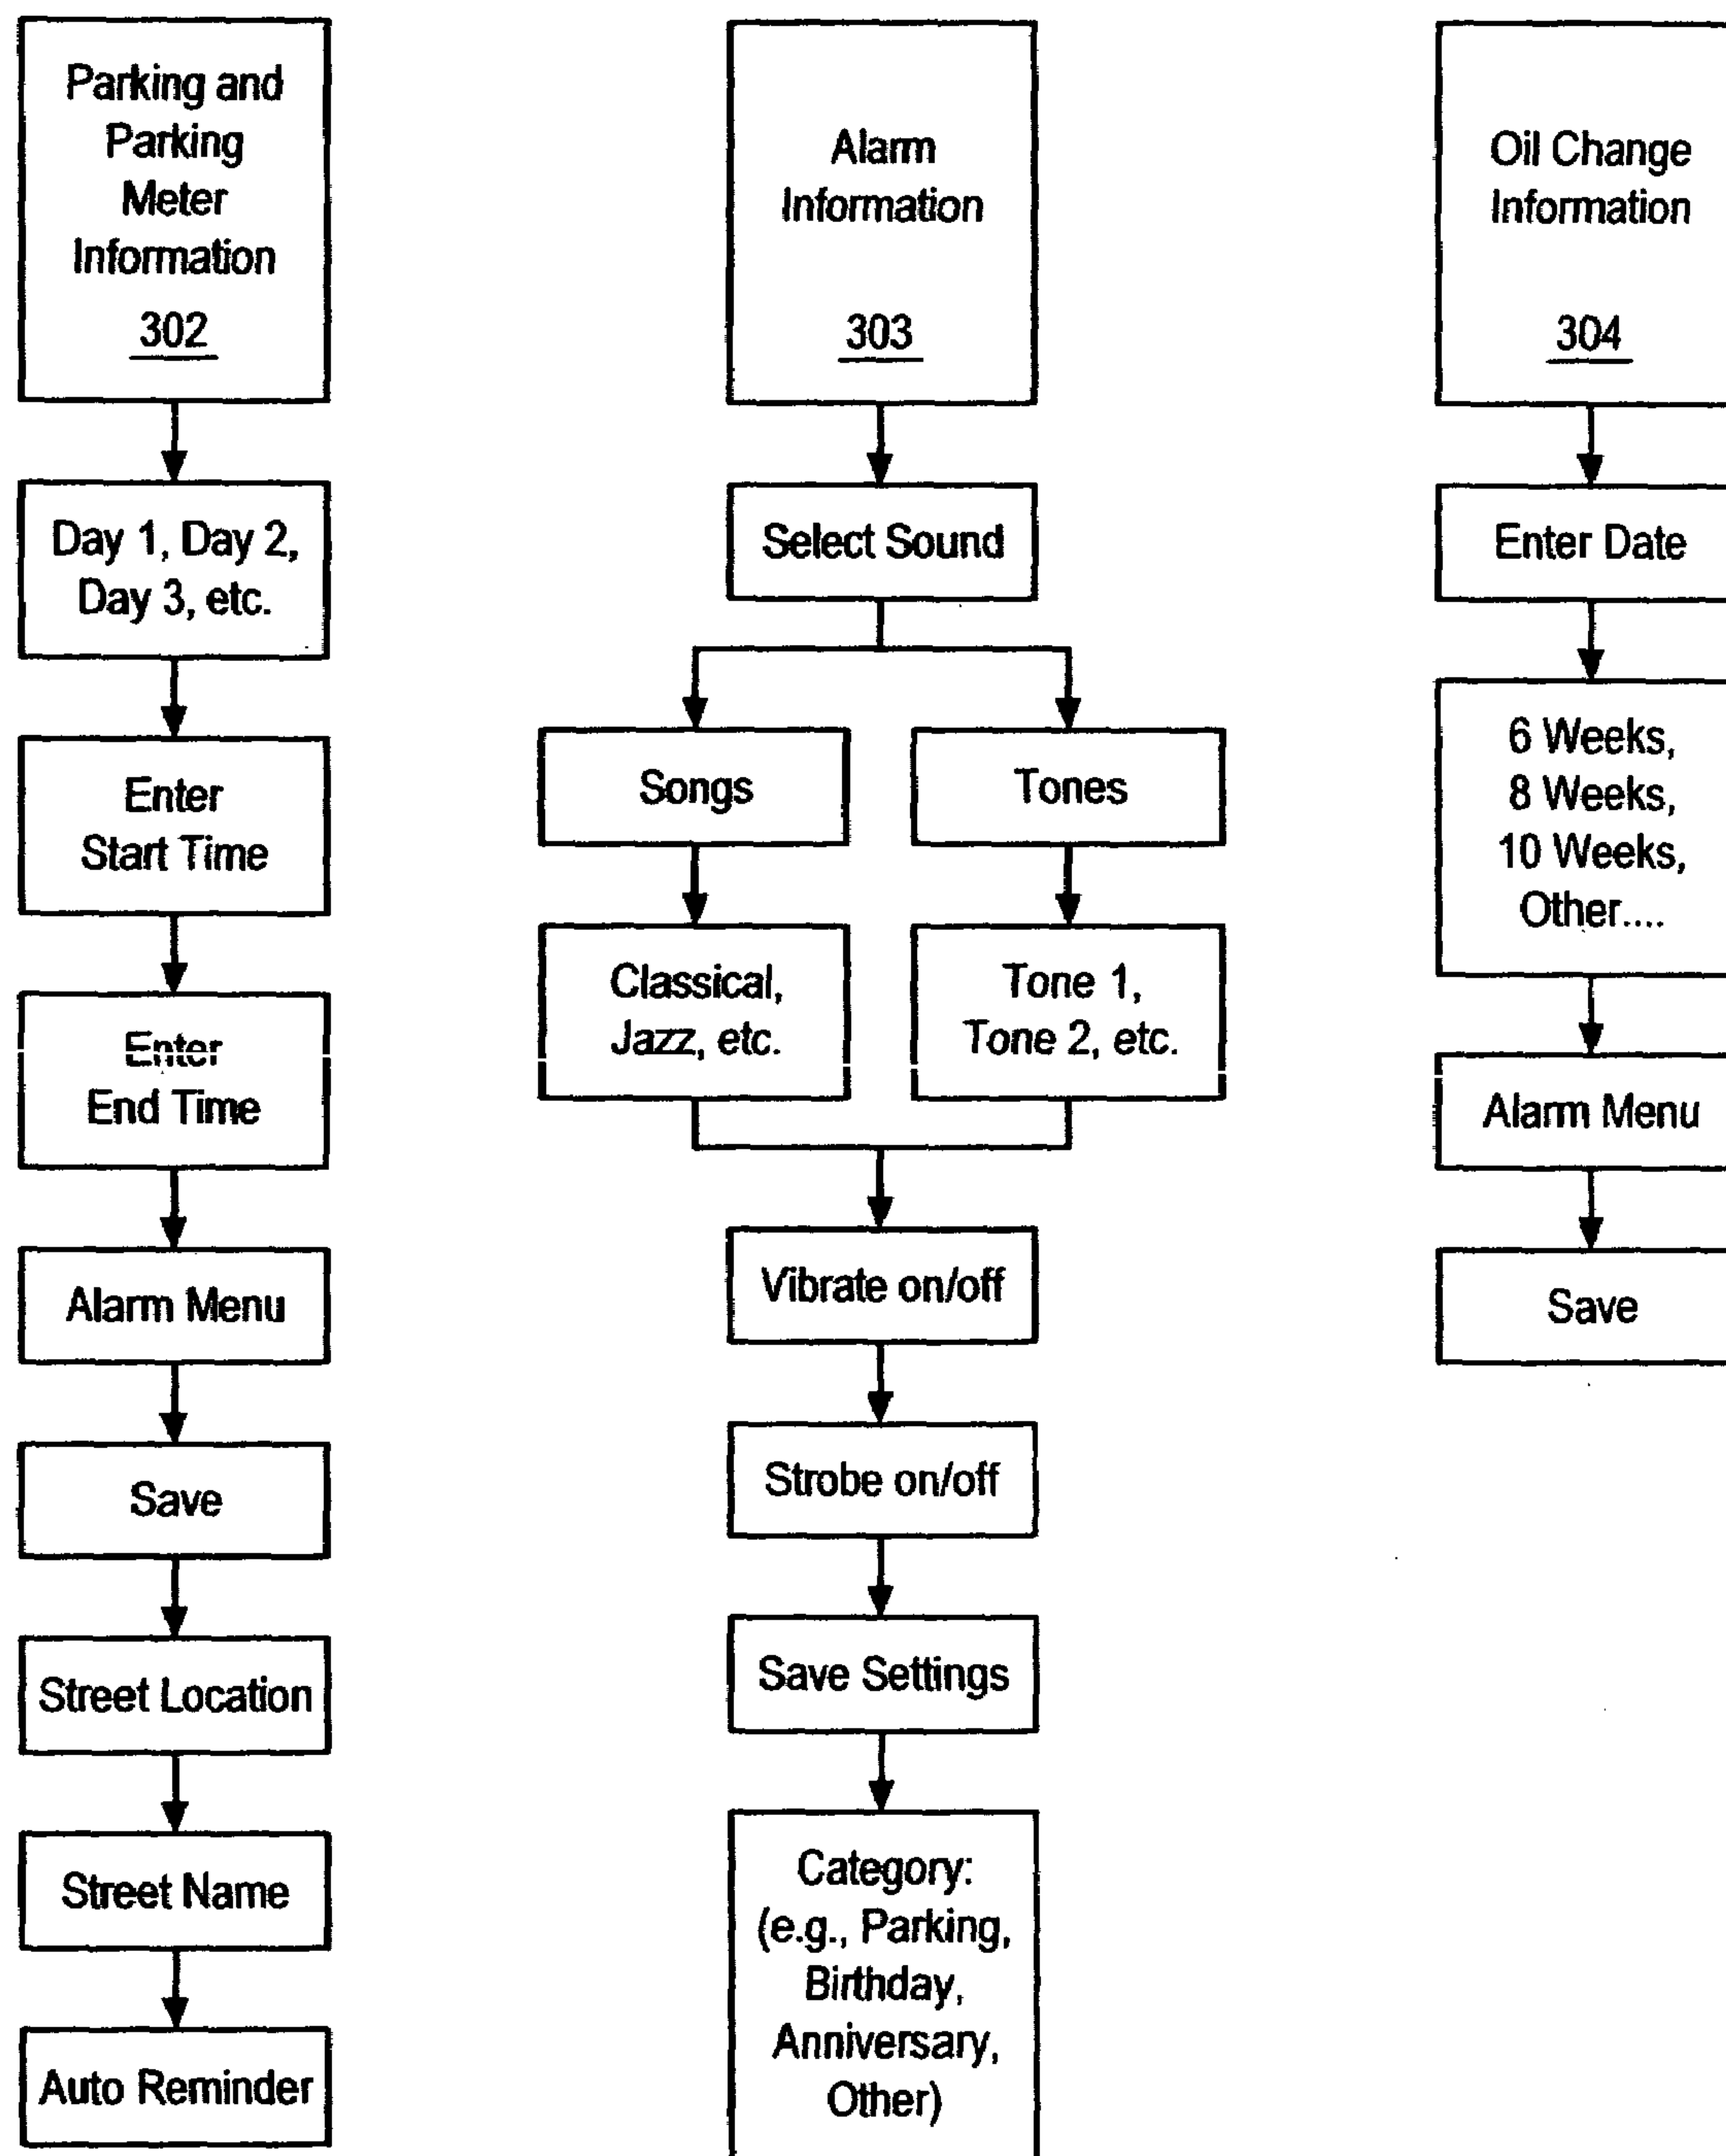 Parking and
Parking
Meter
Information
302
Day 1, Day 2,
Day 3, etc.
Enter
Start Time
Enter
End Time
Alarm Menu
Save
Street Location
Street Name
Auto Reminder
Alarm
Information
303
Select Sound
Songs
Tones
Classical,
Jazz, etc.
Tone 1,
Tone 2, etc.
Vibrate on/off
Strobe on/off
Save Settings
Category:
(e.g., Parking,
Birthday,
Anniversary,
Other)
Oil Change
Information
304
Enter Date
6 Weeks,
8 Weeks,
10 Weeks,
Other....
Alarm Menu
Save